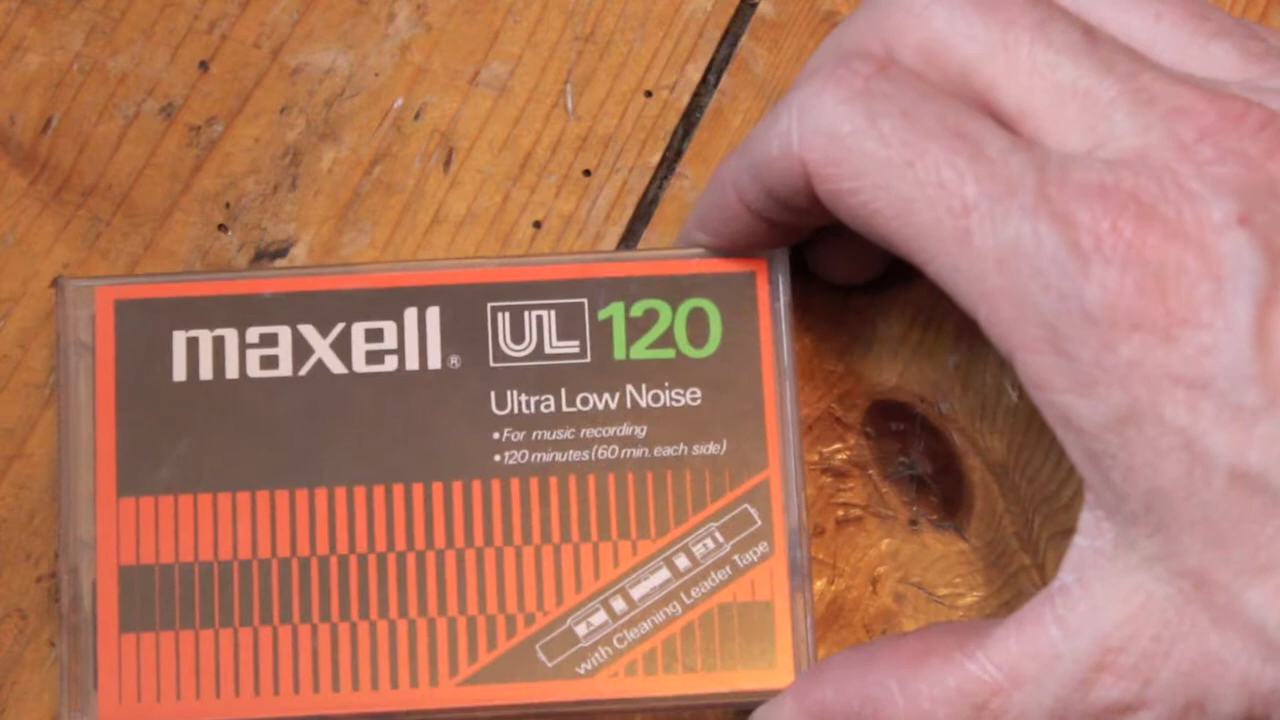 maxell®
UL 120
Ultra Low Noise
•For music recording
•120 minutes (60 min. each side)
A
with Cleaning Leader Tape